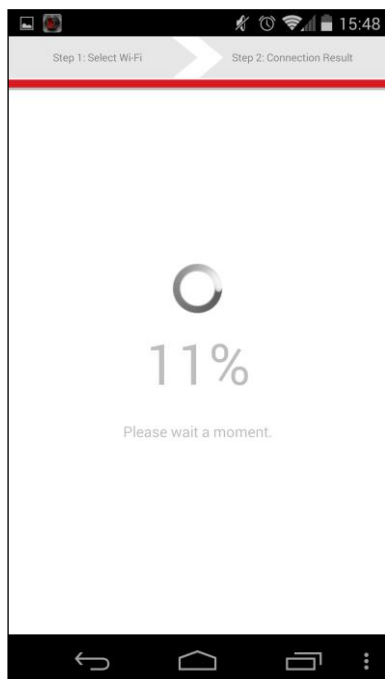 15:48
Step 1: Select Wi-Fi
Step 2: Connection Result
11%
Please wait a moment.